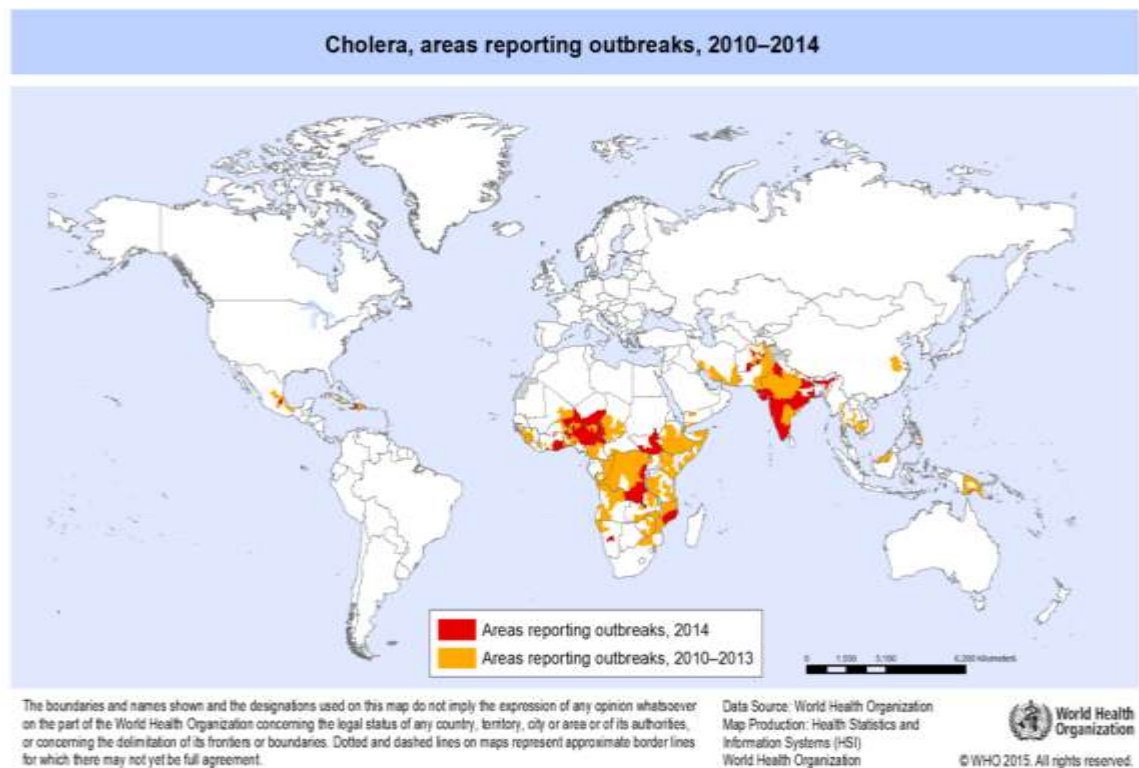 Cholera, areas reporting outbreaks, 2010–2014
Areas reporting outbreaks, 2014
Areas reporting outbreaks, 2010–2013
0
The boundaries and names shown and the designations used on this map do not imply the expression of any opinion whatsoever
on the part of the World Health Organization concerning the legal status of any country, territory, city or area or of its authorities,
or concerning the delimitation of its frontiers or boundaries. Dotted and dashed lines on maps represent approximate border lines
for which there may not yet be full agreement.
Data Source: World Health Organization
Map Production: Health Statistics and
Information Systems (HSI)
World Health Organization
World Health
Organization
© WHO 2015. All rights reserved.